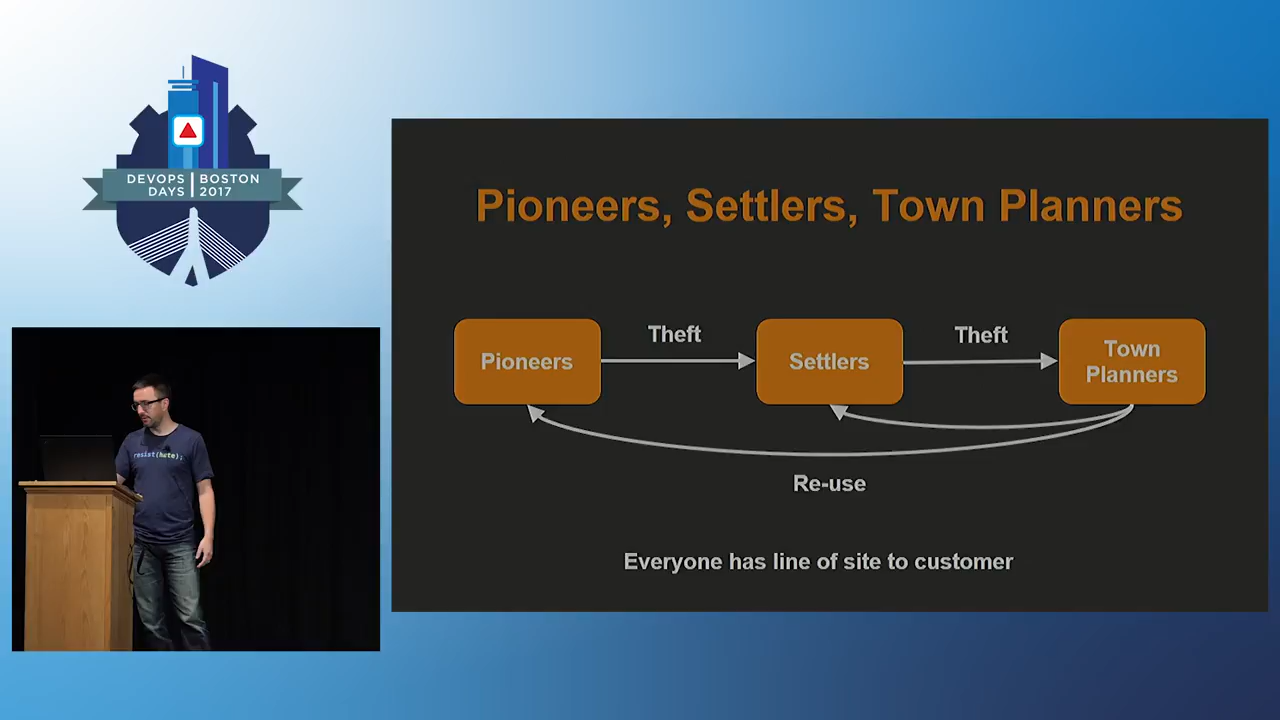 DEVOPS BOSTON
DAYS 2017
Pioneers, Settlers, Town Planners
Pioneers
Theft
Settlers
Theft
Town
Planners
Re-use
Everyone has line of site to customer
resist(hate);